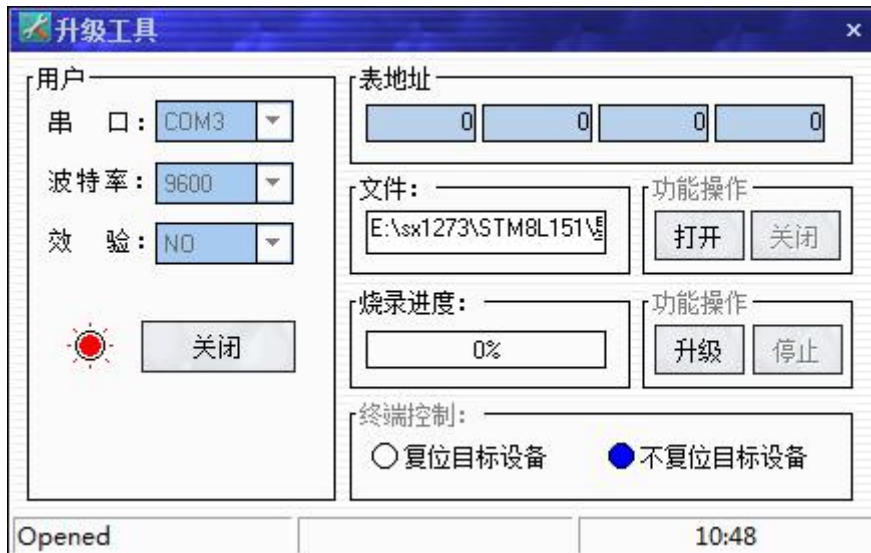 升级工具
用户
串 口: COM3
波特率: 9600
效 验: NO
关闭
表地址
0 0 0 0
文件:
E:\sx1273\STM8L151\
功能操作
打开 关闭
烧录进度:
0%
功能操作
升级 停止
终端控制:
复位目标设备 不复位目标设备
Opened 10:48